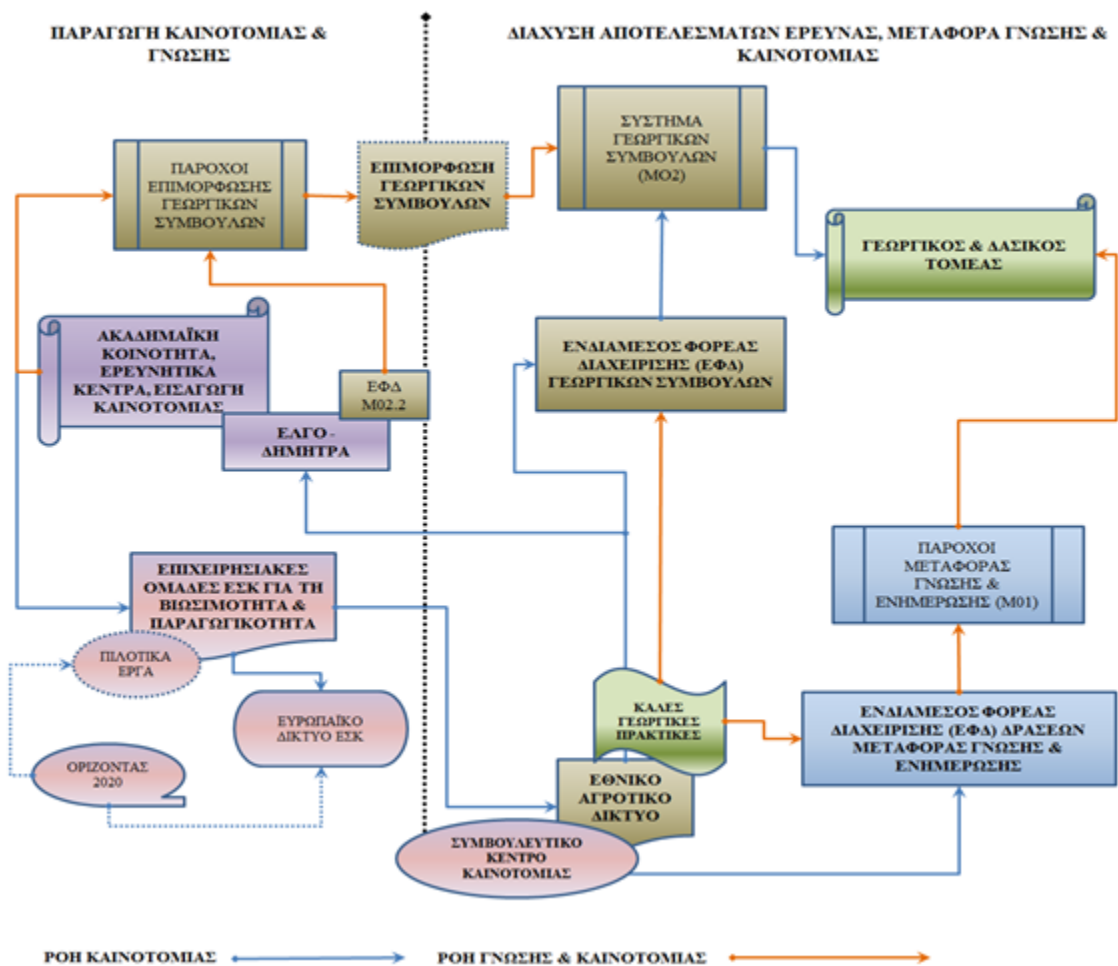 ΠΑΡΑΓΩΓΗ ΚΑΙΝΟΤΟΜΙΑΣ &
ΓΝΩΣΗΣ
ΔΙΑΧΥΣΗ ΑΠΟΤΕΛΕΣΜΑΤΩΝ ΕΡΕΥΝΑΣ, ΜΕΤΑΦΟΡΑ ΓΝΩΣΗΣ &
ΚΑΙΝΟΤΟΜΙΑΣ
ΠΑΡΟΧΟΙ
ΕΠΙΜΟΡΦΩΣΗΣ
ΓΕΩΡΓΙΚΩΝ
ΣΥΜΒΟΥΛΩΝ
ΕΠΙΜΟΡΦΩΣΗ
ΓΕΩΡΓΙΚΩΝ
ΣΥΜΒΟΥΛΩΝ
ΣΥΣΤΗΜΑ
ΓΕΩΡΓΙΚΩΝ
ΣΥΜΒΟΥΛΩΝ
(ΜΟ2)
ΓΕΩΡΓΙΚΟΣ & ΔΑΣΙΚΟΣ
ΤΟΜΕΑΣ
ΑΚΑΔΗΜΑΪΚΗ
ΚΟΙΝΟΤΗΤΑ,
ΕΡΕΥΝΗΤΙΚΑ
ΚΕΝΤΡΑ, ΕΙΣΑΓΩΓΗ
ΚΑΙΝΟΤΟΜΙΑΣ
ΕΦΔ
Μ02.2
ΕΛΓΟ -
ΔΗΜΗΤΡΑ
ΕΝΔΙΑΜΕΣΟΣ ΦΟΡΕΑΣ
ΔΙΑΧΕΙΡΙΣΗΣ (ΕΦΔ)
ΓΕΩΡΓΙΚΩΝ ΣΥΜΒΟΥΛΩΝ
ΠΑΡΟΧΟΙ
ΜΕΤΑΦΟΡΑΣ
ΓΝΩΣΗΣ &
ΕΝΗΜΕΡΩΣΗΣ (Μ01)
ΕΠΙΧΕΙΡΗΣΙΑΚΕΣ
ΟΜΑΔΕΣ ΕΣΚ ΓΙΑ ΤΗ
ΒΙΩΣΙΜΟΤΗΤΑ &
ΠΑΡΑΓΩΓΙΚΟΤΗΤΑ
ΠΙΛΟΤΙΚΑ
ΕΡΓΑ
ΕΥΡΩΠΑΪΚΟ
ΔΙΚΤΥΟ ΕΣΚ
ΟΡΙΖΟΝΤΑΣ
2020
ΚΑΛΕΣ
ΓΕΩΡΓΙΚΕΣ
ΠΡΑΚΤΙΚΕΣ
ΕΝΔΙΑΜΕΣΟΣ ΦΟΡΕΑΣ
ΔΙΑΧΕΙΡΙΣΗΣ (ΕΦΔ) ΔΡΑΣΕΩΝ
ΜΕΤΑΦΟΡΑΣ ΓΝΩΣΗΣ &
ΕΝΗΜΕΡΩΣΗΣ
ΕΘΝΙΚΟ
ΑΓΡΟΤΙΚΟ
ΔΙΚΤΥΟ
ΣΥΜΒΟΥΛΕΥΤΙΚΟ
ΚΕΝΤΡΟ
ΚΑΙΝΟΤΟΜΙΑΣ
ΡΟΗ ΚΑΙΝΟΤΟΜΙΑΣ
ΡΟΗ ΓΝΩΣΗΣ & ΚΑΙΝΟΤΟΜΙΑΣ